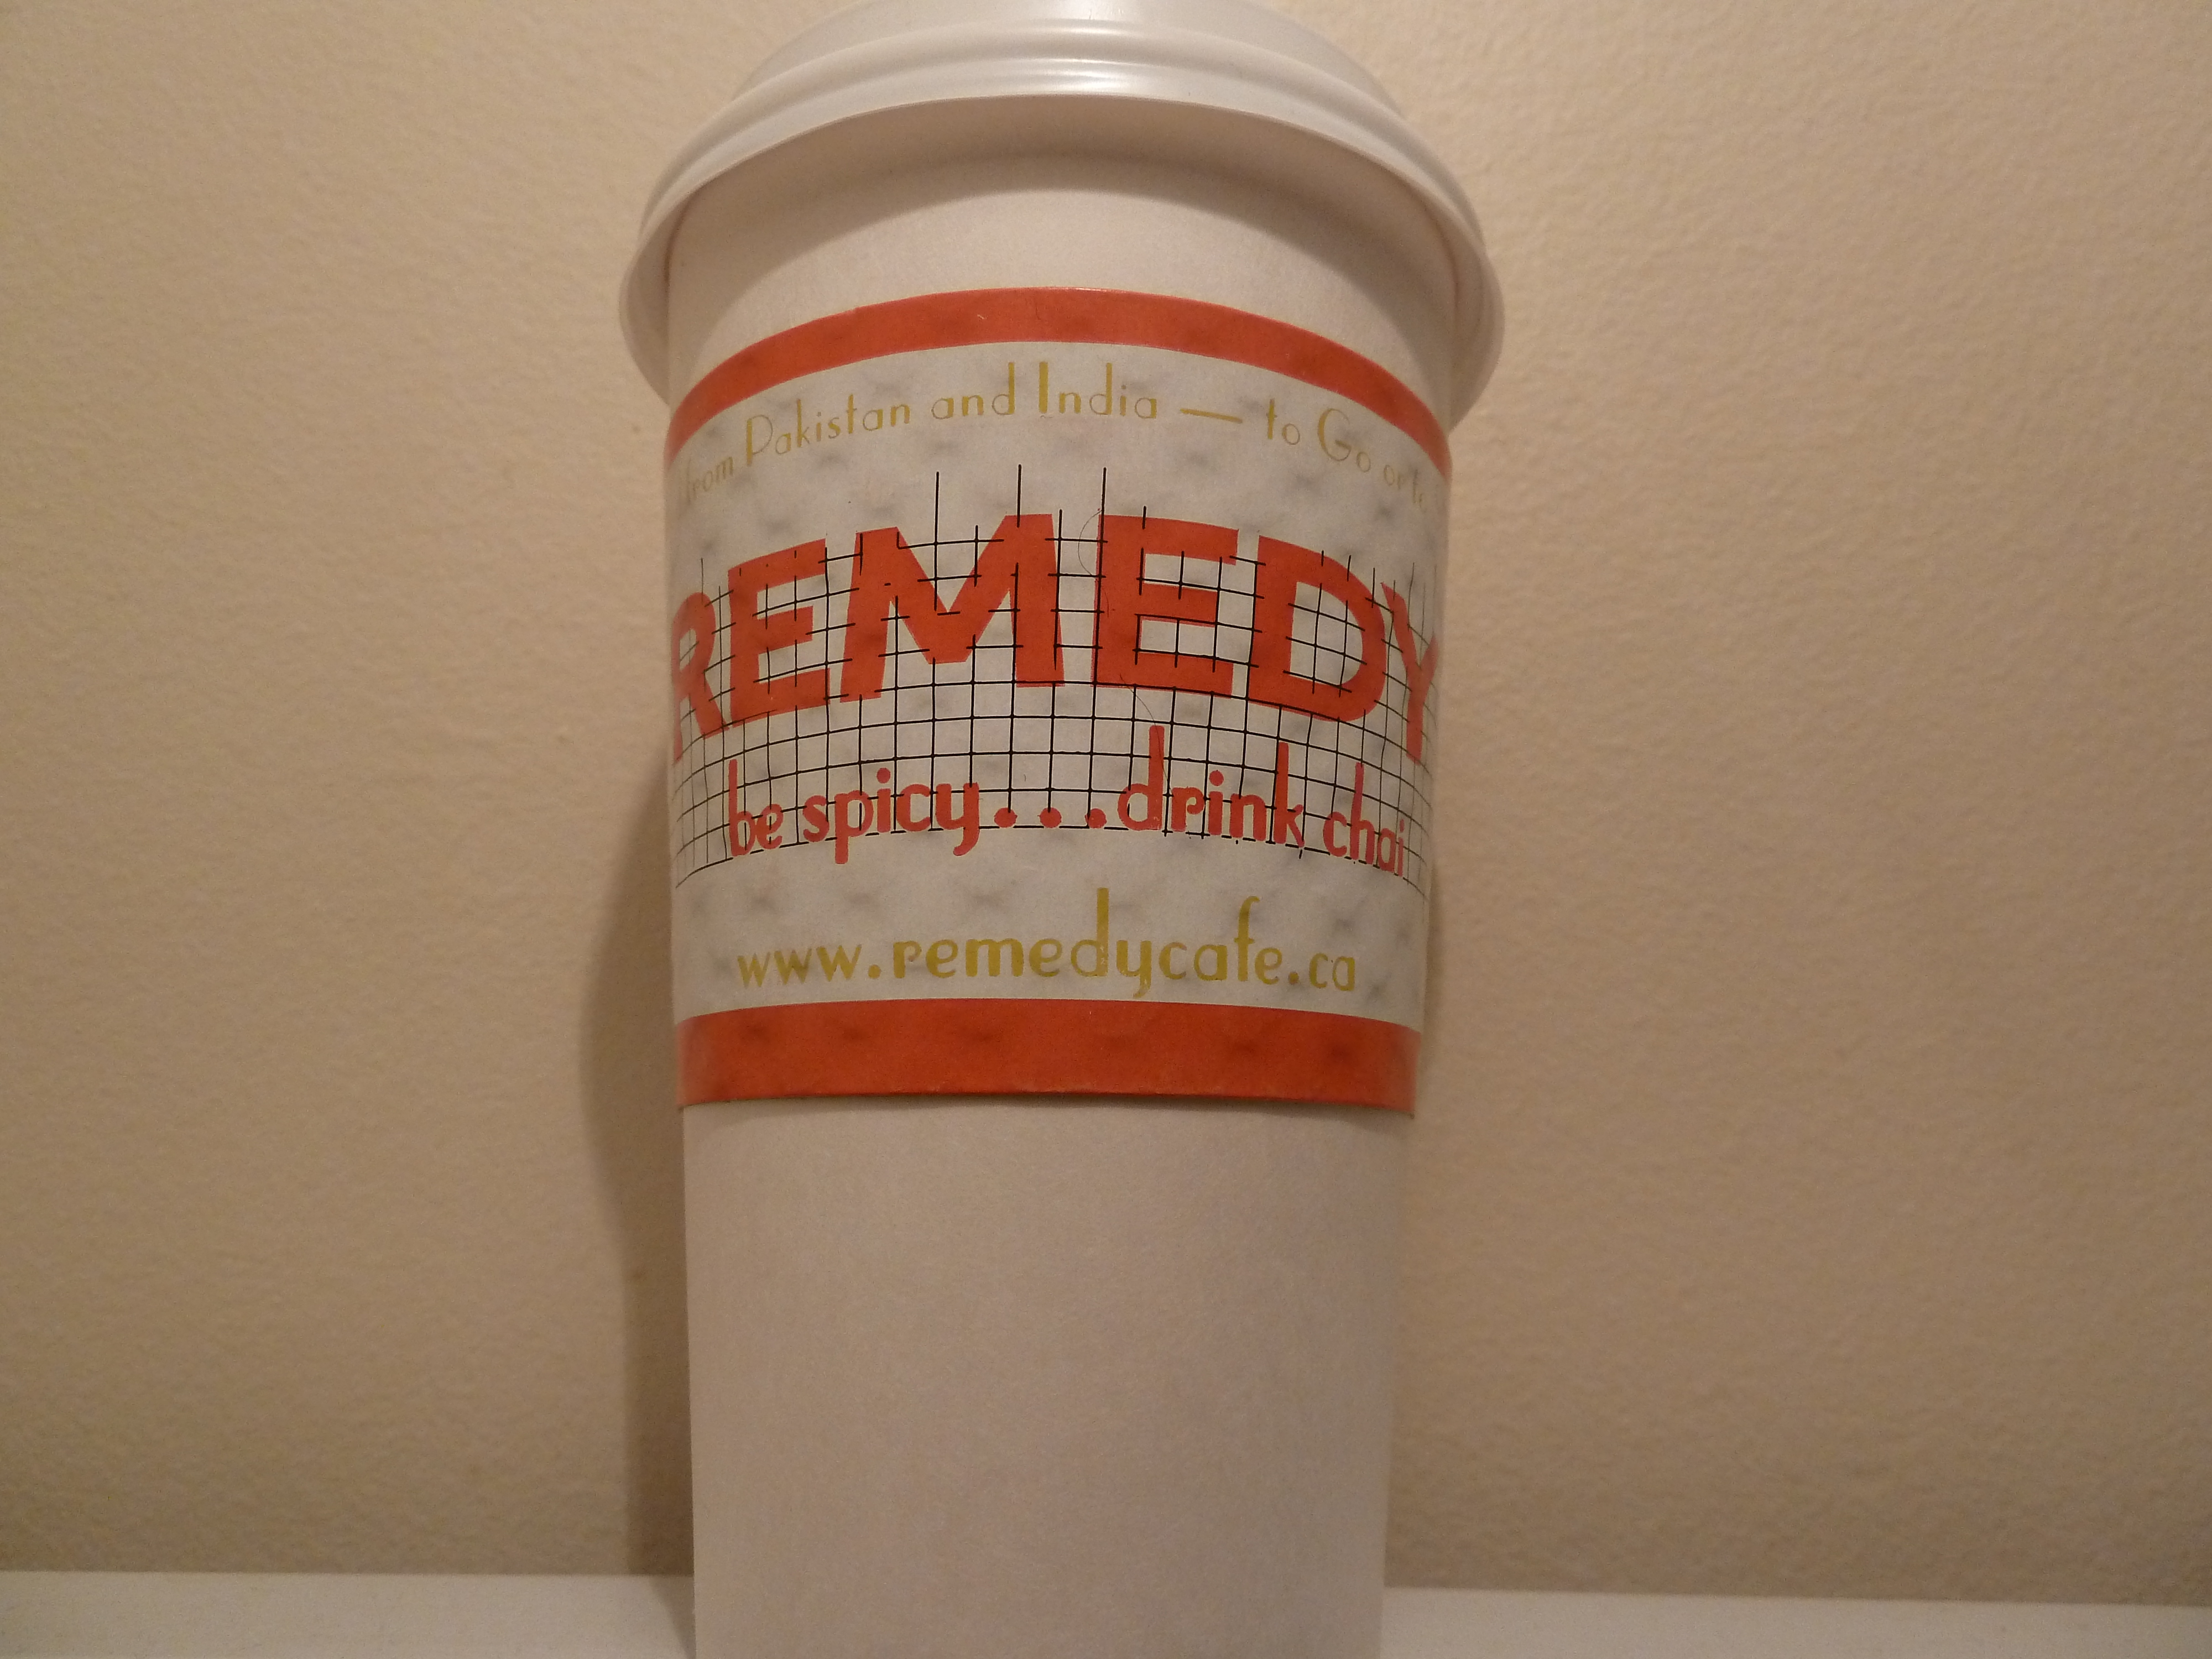 from Pakistan and India — to Go or
REMEDY
be spicy...drink chai
www.remedycafe.ca